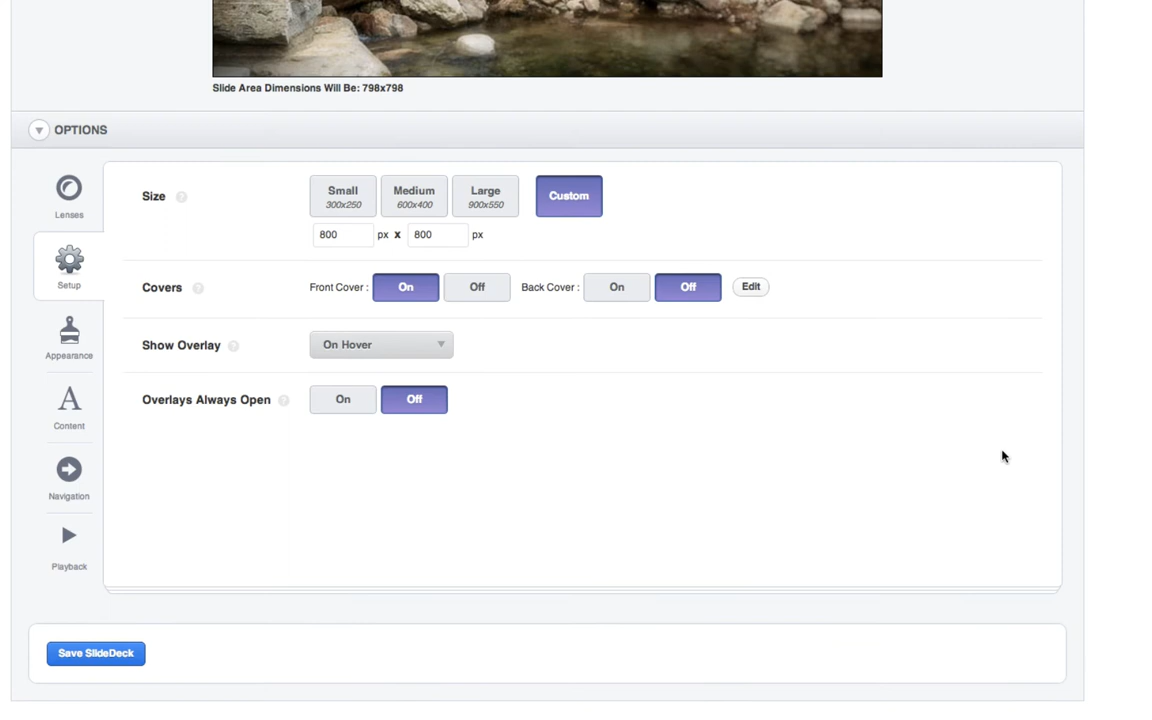 Slide Area Dimensions Will Be: 798x798
OPTIONS
Lenses
Setup
Appearance
Content
Navigation
Playback
Size ?
Small Medium Large Custom
300x250 600x400 900x550
800 px x 800 px
Covers ? Front Cover : On Off Back Cover : On Off Edit
Show Overlay ? On Hover
Overlays Always Open ? On Off
Save SlideDeck